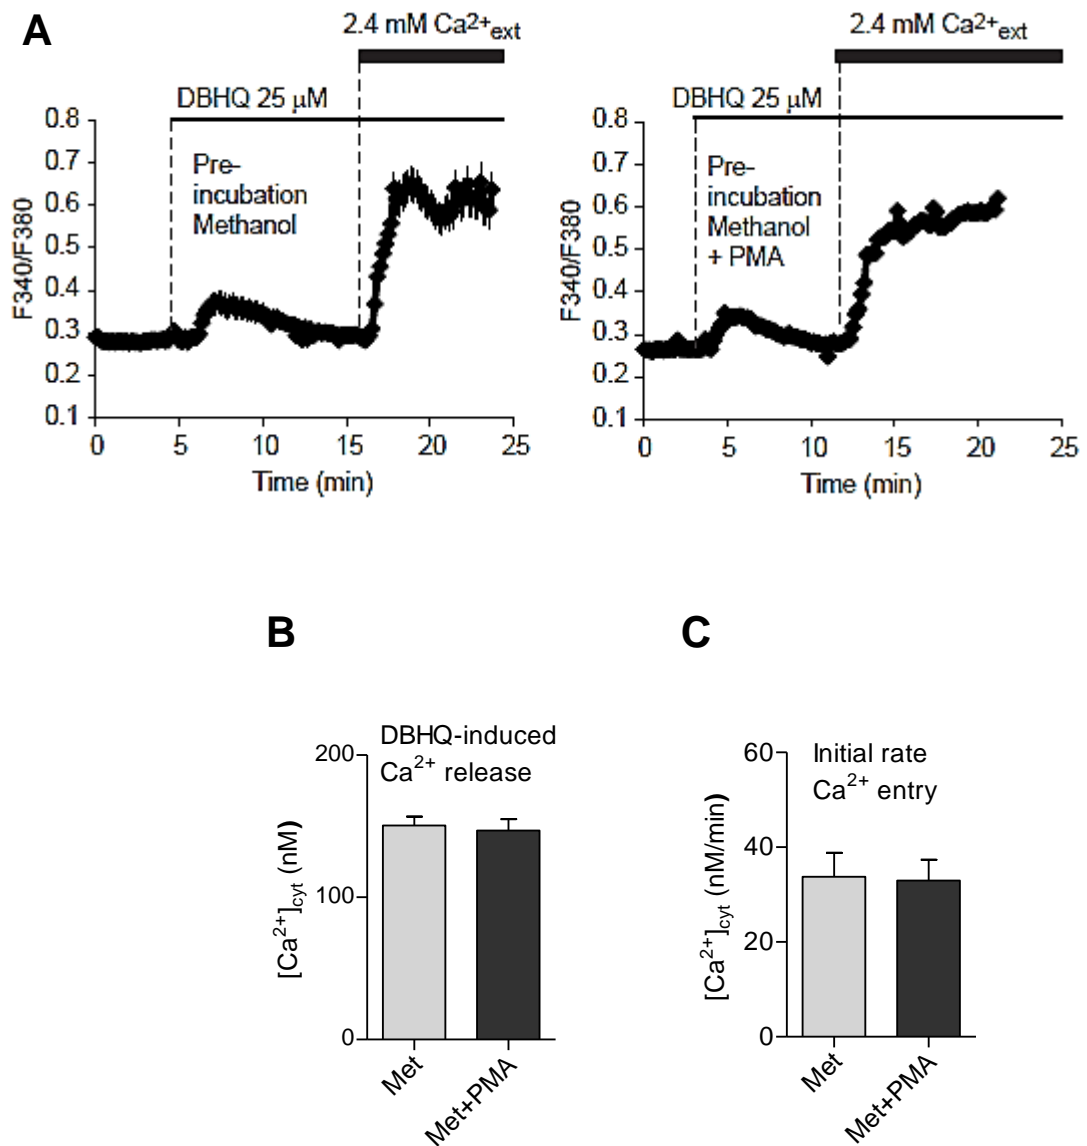 A
2.4 mM Ca2+ext
DBHQ 25 µM
Pre-
incubation
Methanol
F340/F380
0.8
0.7
0.6
0.5
0.4
0.3
0.2
0.1
0 5 10 15 20 25
Time (min)
2.4 mM Ca2+ext
DBHQ 25 µM
Pre-
incubation
Methanol
+ PMA
F340/F380
0.8
0.7
0.6
0.5
0.4
0.3
0.2
0.1
0 5 10 15 20 25
Time (min)
B
DBHQ-induced
Ca2+ release
[Ca2+]cyt (nM)
200
100
0
Met
Met+PMA
C
Initial rate
Ca2+ entry
[Ca2+]cyt (nM/min)
60
40
20
0
Met
Met+PMA